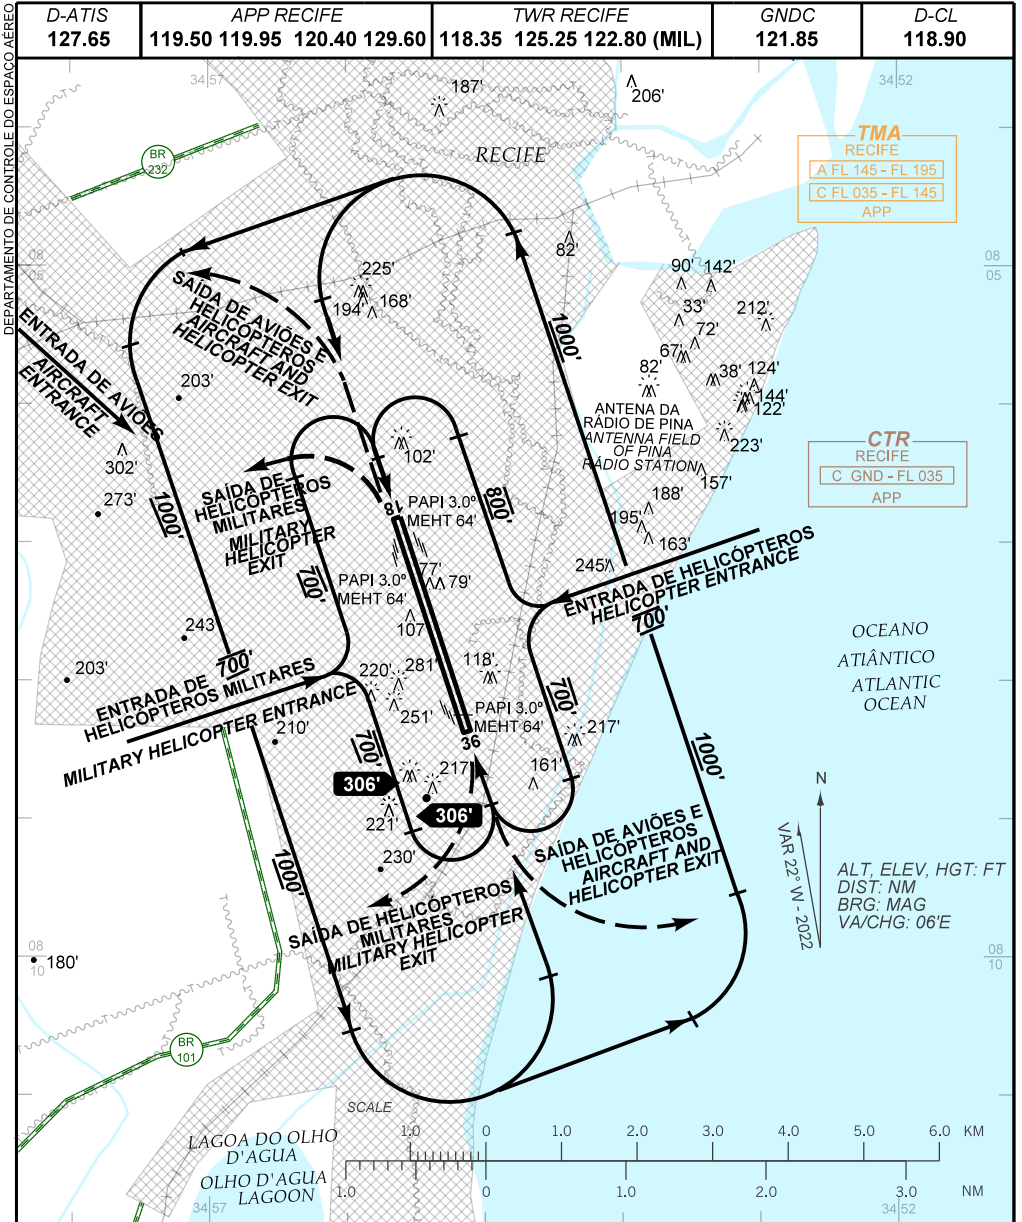 DEPARTAMENTO DE CONTROLE DO ESPAÇO AÉREO
D-ATIS
127.65
APP RECIFE
119.50 119.95 120.40 129.60
TWR RECIFE
118.35 125.25 122.80 (MIL)
GNDC
121.85
D-CL
118.90
34 57
34 52
187'
206'
BR
232
RECIFE
TMA
RECIFE
A FL 145 - FL 195
C FL 035 - FL 145
APP
08
05
08
05
82'
225'
194'
168'
90'
142'
33'
212'
72'
67'
38'
124'
144'
122'
82'
223'
SAÍDA DE AVIÕES E
HELICÓPTEROS
AIRCRAFT AND
HELICOPTER EXIT
1000'
ENTRADA DE AVIÕES
AIRCRAFT
ENTRANCE
203'
302'
273'
102'
ANTENA DA
RÁDIO DE PINA
ANTENNA FIELD
OF PINA
RÁDIO STATION
157'
CTR
RECIFE
C GND - FL 035
APP
1000'
SAÍDA DE
HELICÓPTEROS
MILITARES
MILITARY
HELICOPTER
EXIT
18
PAPI 3.0º
MEHT 64'
800'
188'
195'
163'
245'
77'
79'
PAPI 3.0º
MEHT 64'
700'
107
ENTRADA DE HELICÓPTEROS
HELICOPTER ENTRANCE
700'
243
203'
700'
ENTRADA DE
HELICÓPTEROS MILITARES
MILITARY HELICOPTER ENTRANCE
220'
281'
251'
118'
210'
PAPI 3.0º
MEHT 64'
700'
217'
OCEANO
ATLÂNTICO
ATLANTIC
OCEAN
36
700'
306'
217'
161'
1000'
221'
306'
230'
SAÍDA DE AVIÕES E
HELICÓPTEROS
AIRCRAFT AND
HELICOPTER EXIT
1000'
SAÍDA DE HELICÓPTEROS
MILITARES
MILITARY HELICOPTER
EXIT
N
VAR 22° W - 2022
ALT, ELEV, HGT: FT
DIST: NM
BRG: MAG
VA/CHG: 06'E
08
10
180'
08
10
BR
101
SCALE
1.0 0 1.0 2.0 3.0 4.0 5.0 6.0 KM
1.0 0 1.0 2.0 3.0 NM
LAGOA DO OLHO
D'AGUA
OLHO D'AGUA
LAGOON
34 57
34 52